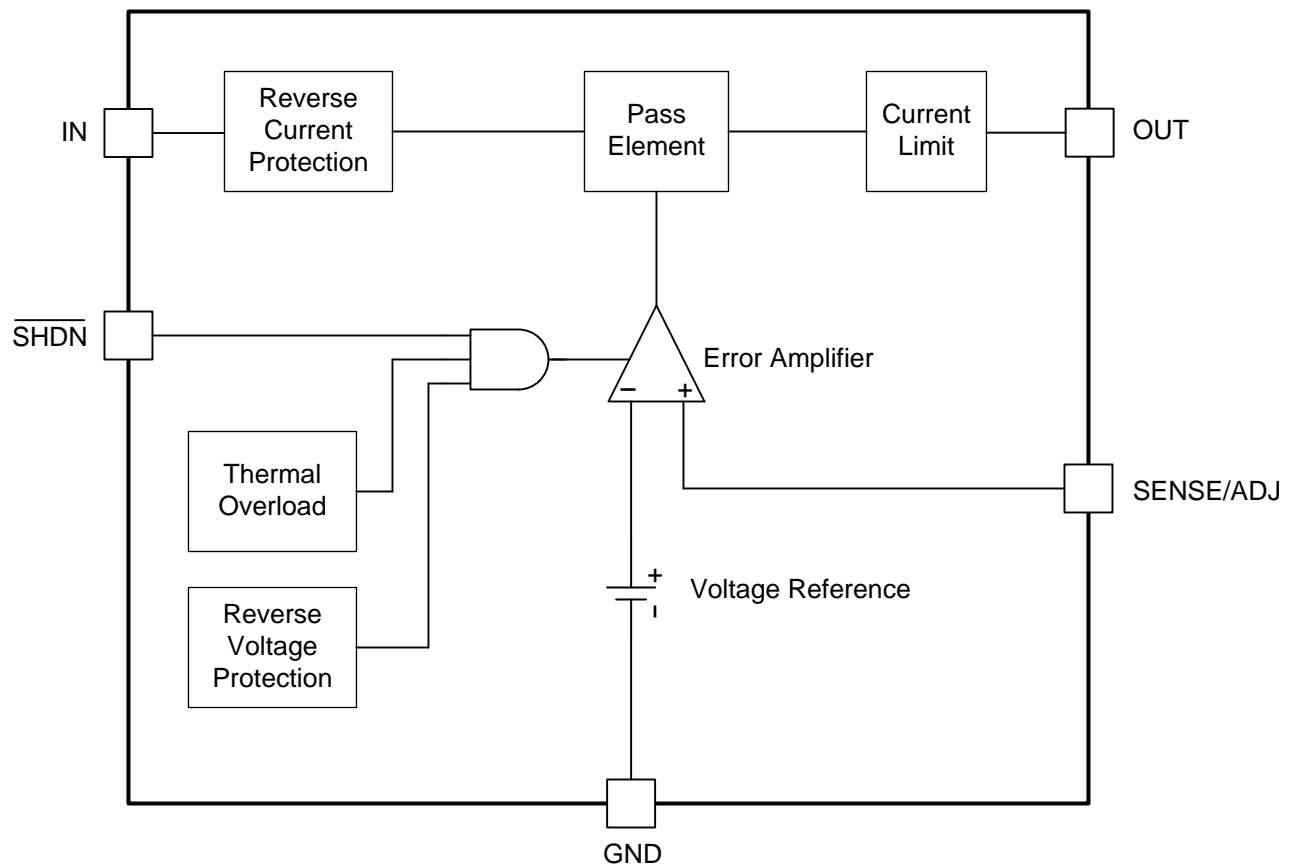 Reverse
Current
Protection
Pass
Element
Current
Limit
IN
OUT
SHDN
Error Amplifier
−
+
Thermal
Overload
SENSE/ADJ
+
−
Voltage Reference
Reverse
Voltage
Protection
GND